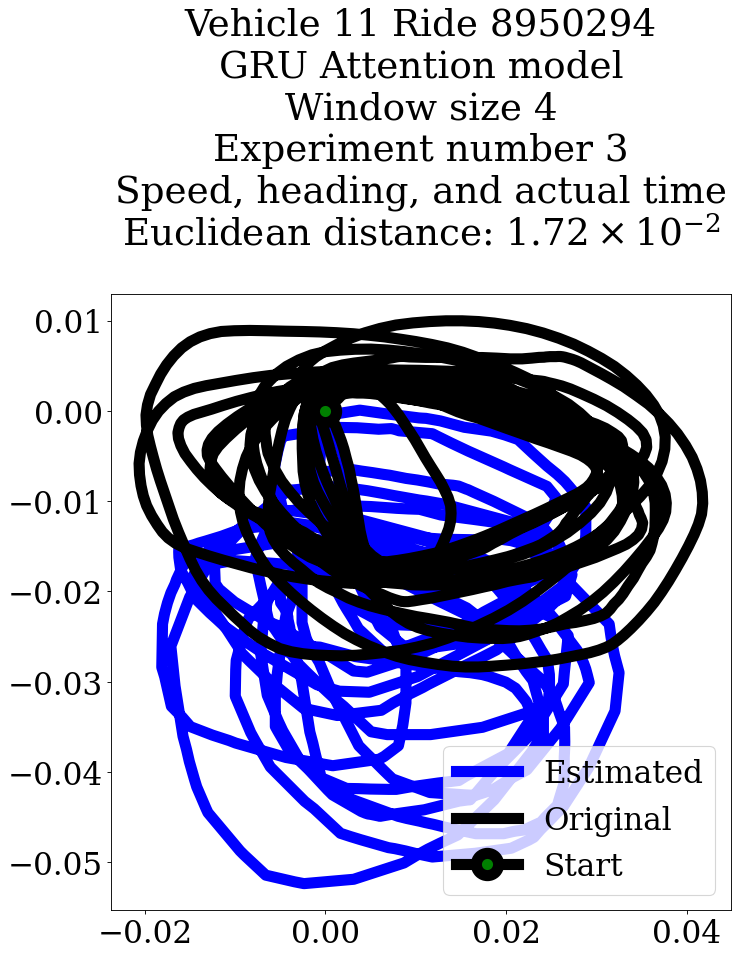 Vehicle 11 Ride 8950294
GRU Attention model
Window size 4
Experiment number 3
Speed, heading, and actual time
Euclidean distance: 1.72 × 10⁻²
0.01
0.00
−0.01
−0.02
−0.03
−0.04
−0.05
Estimated
Original
Start
−0.02 0.00 0.02 0.04